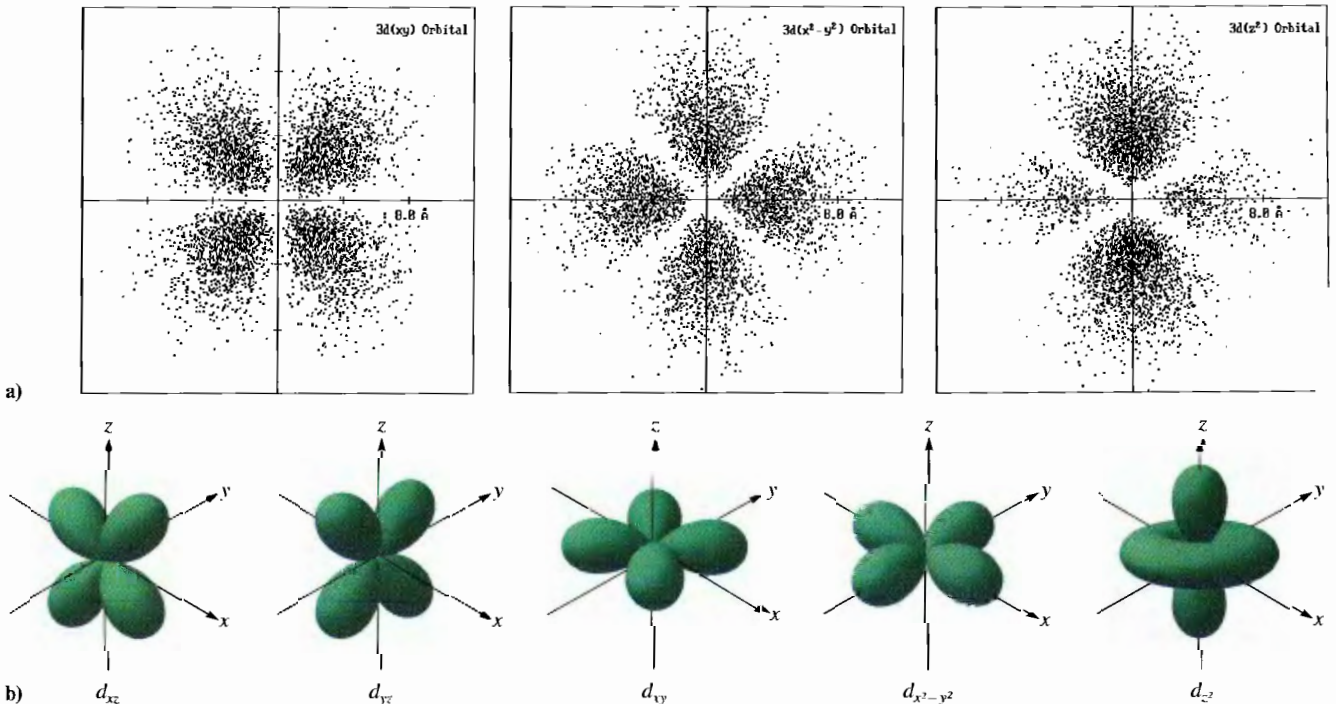 3d(xy) Orbital
8.0 Å
3d(x²-y²) Orbital
8.0 Å
3d(z²) Orbital
8.0 Å
a)
z
y
x
z
y
x
z
y
x
z
y
x
z
y
x
b)
d_xz
d_yz
d_xy
d_x²−y²
d_z²